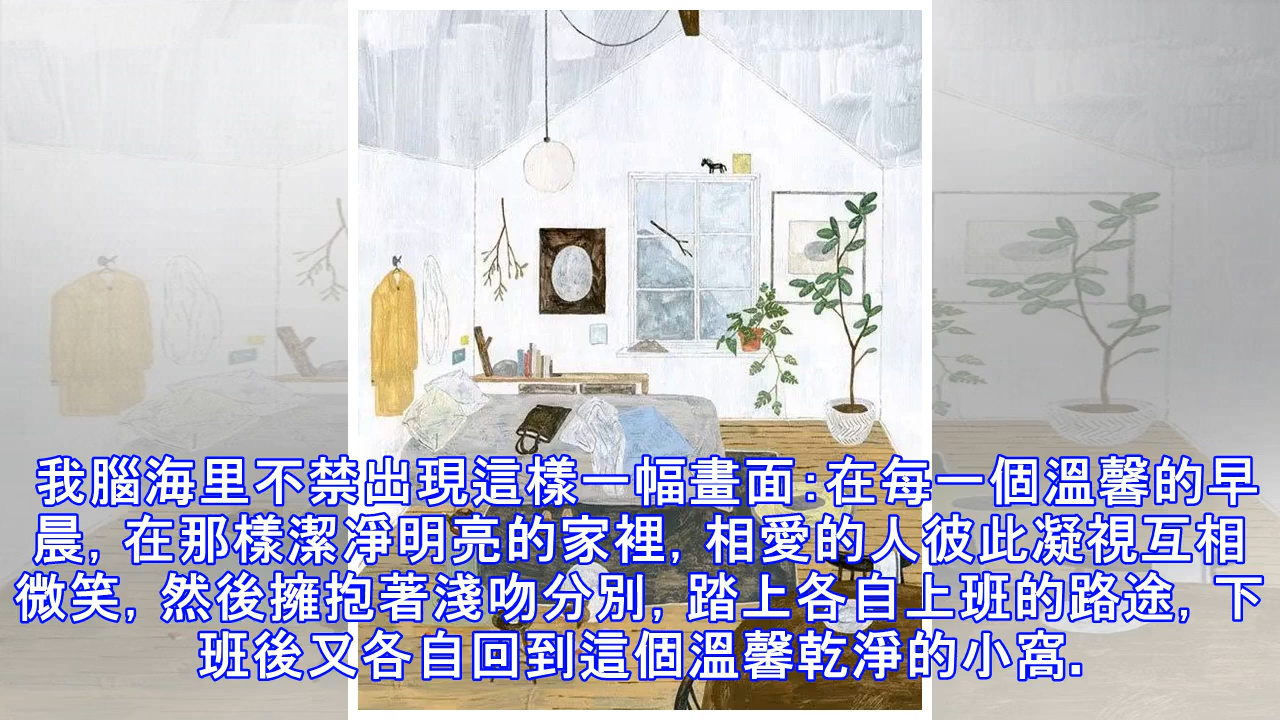 我腦海里不禁出現這樣一幅畫面:在每一個溫馨的早
晨,在那樣潔淨明亮的家裡,相愛的人彼此凝視互相
微笑,然後擁抱著淺吻分別,踏上各自上班的路途,下
班後又各自回到這個溫馨乾淨的小窩.